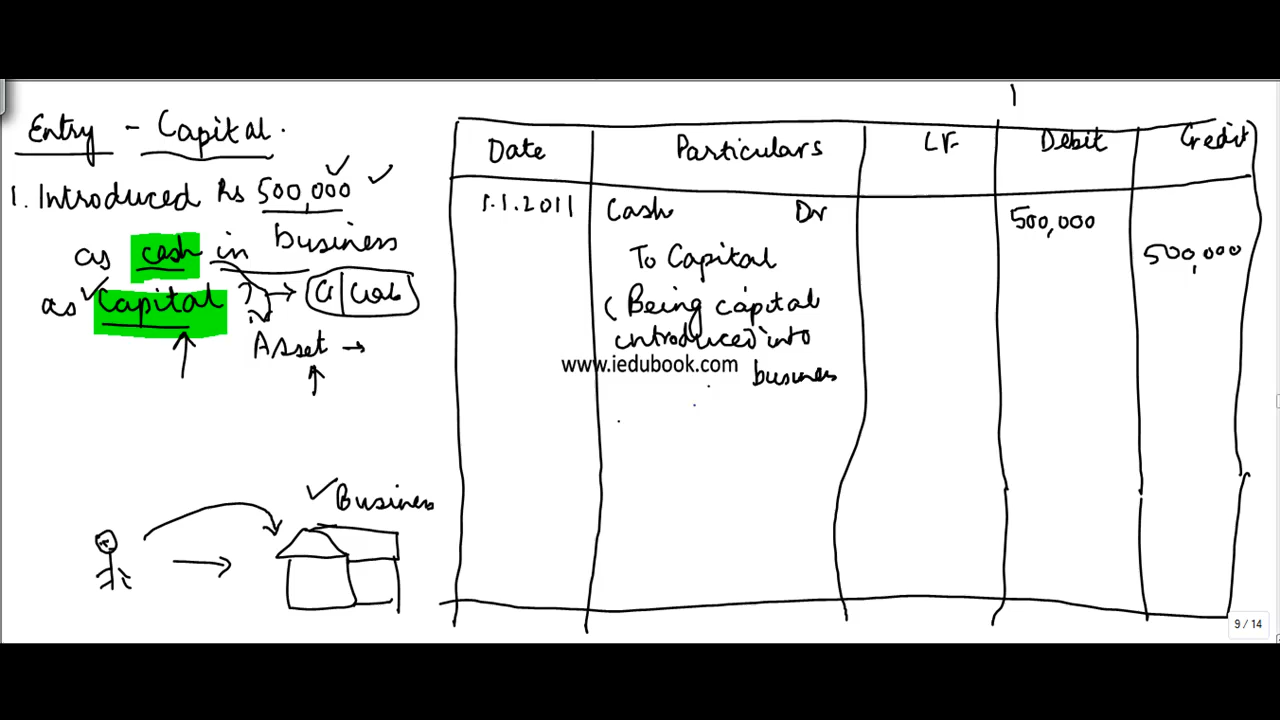 Entry - Capital.
1. Introduced Rs 500,000
as cash in business
as Capital
Asset →
Business
Date Particulars LF Debit Credit
1.1.2011 Cash Dr 500,000
To Capital 500,000
(Being capital
introduced into
www.iedubook.com
business
9 / 14